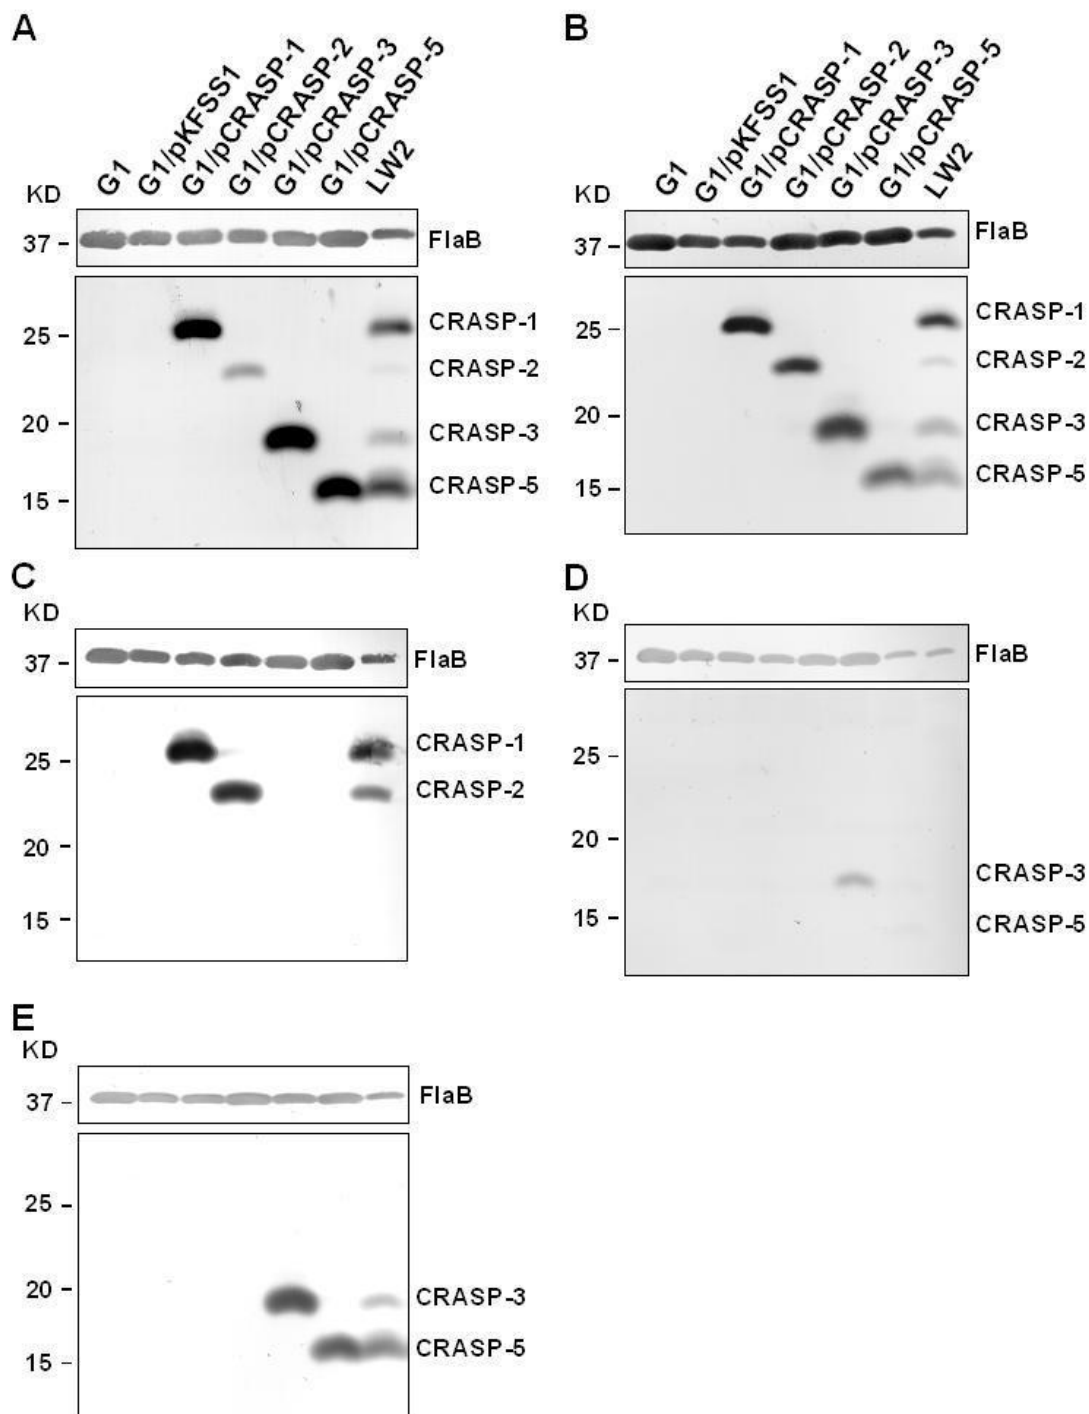 A
G1
G1/pKFSS1
G1/pCRASP-1
G1/pCRASP-2
G1/pCRASP-3
G1/pCRASP-5
LW2
KD
37
FlaB
25
20
15
CRASP-1
CRASP-2
CRASP-3
CRASP-5
B
G1
G1/pKFSS1
G1/pCRASP-1
G1/pCRASP-2
G1/pCRASP-3
G1/pCRASP-5
LW2
KD
37
FlaB
25
20
15
CRASP-1
CRASP-2
CRASP-3
CRASP-5
C
KD
37
FlaB
25
20
15
CRASP-1
CRASP-2
D
KD
37
FlaB
25
20
15
CRASP-3
CRASP-5
E
KD
37
FlaB
25
20
15
CRASP-3
CRASP-5